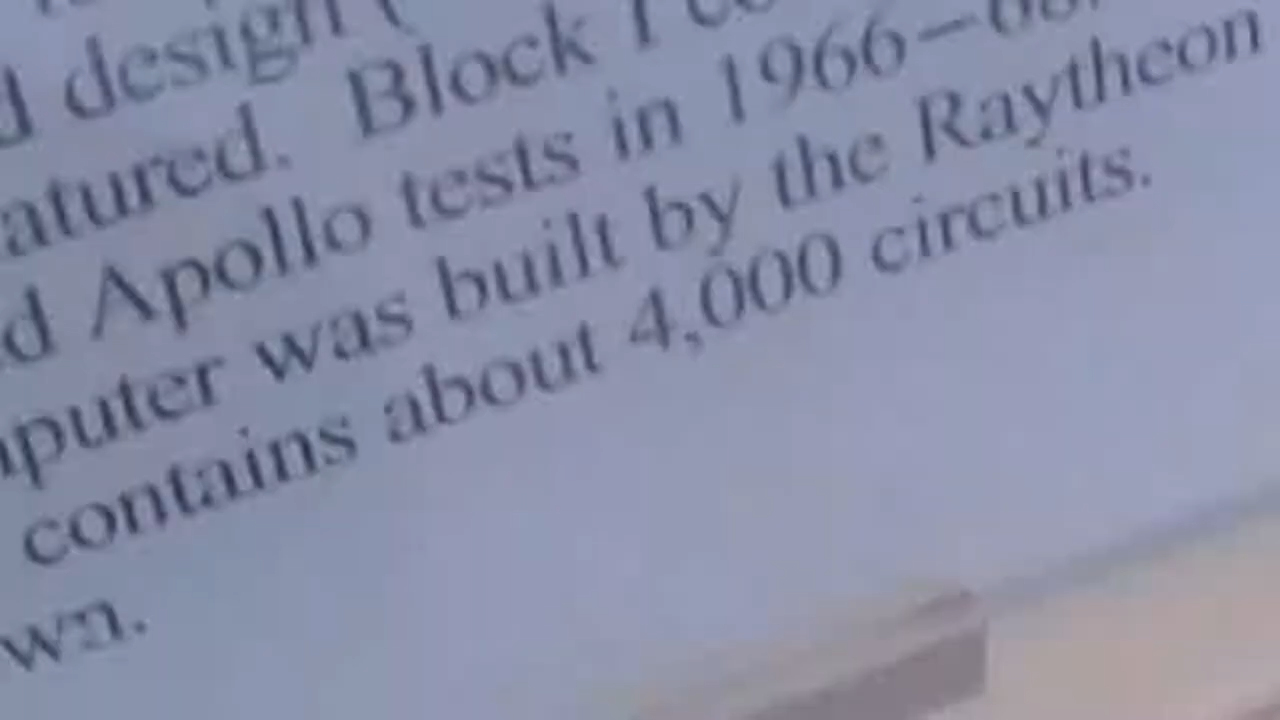 design (
atured. Block I
Apollo tests in 1966–68.
puter was built by the Raytheon
contains about 4,000 circuits.
wn.